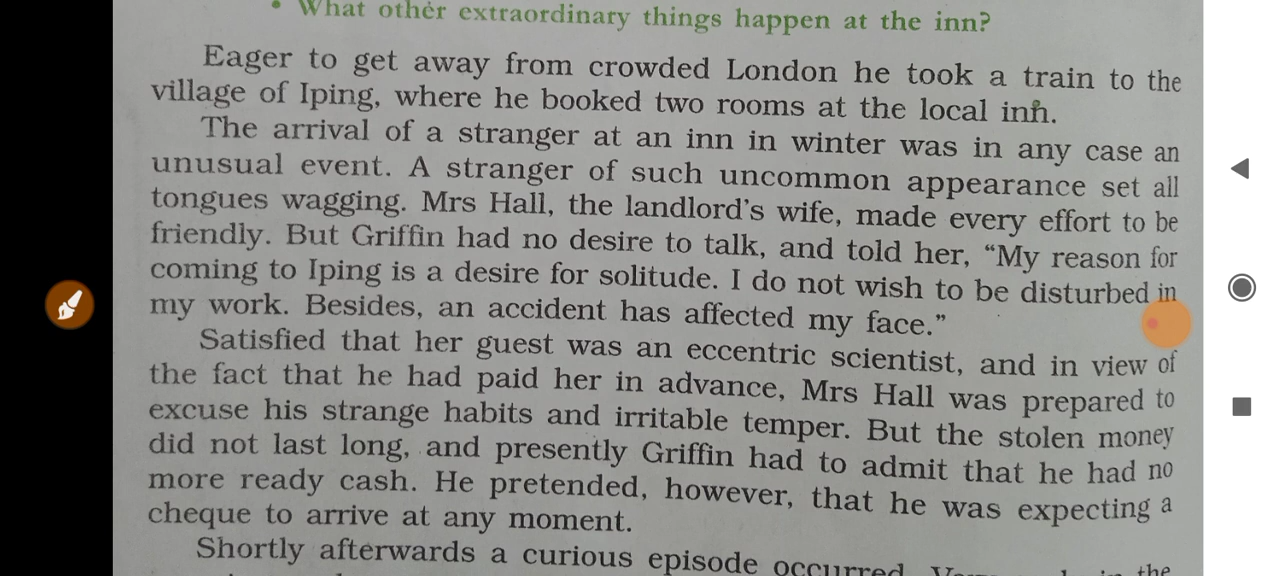 • What other extraordinary things happen at the inn?
Eager to get away from crowded London he took a train to the
village of Iping, where he booked two rooms at the local inn.
The arrival of a stranger at an inn in winter was in any case an
unusual event. A stranger of such uncommon appearance set all
tongues wagging. Mrs Hall, the landlord's wife, made every effort to be
friendly. But Griffin had no desire to talk, and told her, “My reason for
coming to Iping is a desire for solitude. I do not wish to be disturbed in
my work. Besides, an accident has affected my face.”
Satisfied that her guest was an eccentric scientist, and in view of
the fact that he had paid her in advance, Mrs Hall was prepared to
excuse his strange habits and irritable temper. But the stolen money
did not last long, and presently Griffin had to admit that he had no
more ready cash. He pretended, however, that he was expecting a
cheque to arrive at any moment.
Shortly afterwards a curious episode occurred. in the